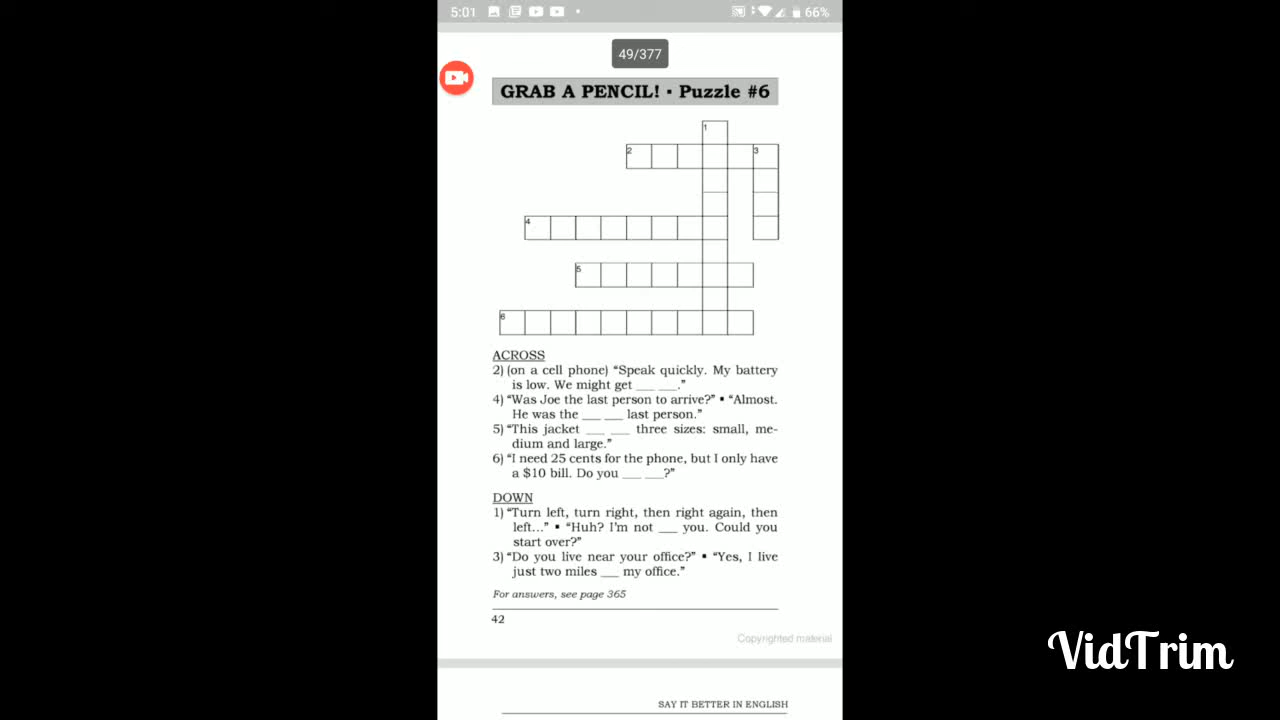 5:01
66%
49/377
GRAB A PENCIL! • Puzzle #6
1
2
3
4
5
6
ACROSS
2) (on a cell phone) “Speak quickly. My battery
is low. We might get ___ ___.”
4) “Was Joe the last person to arrive?” ▪ “Almost.
He was the ___ ___ last person.”
5) “This jacket ___ ___ three sizes: small, me-
dium and large.”
6) “I need 25 cents for the phone, but I only have
a $10 bill. Do you ___ ___?”
DOWN
1) “Turn left, turn right, then right again, then
left...” ▪ “Huh? I'm not ___ you. Could you
start over?”
3) “Do you live near your office?” ▪ “Yes, I live
just two miles ___ my office.”
For answers, see page 365
42
Copyrighted material
VidTrim
SAY IT BETTER IN ENGLISH